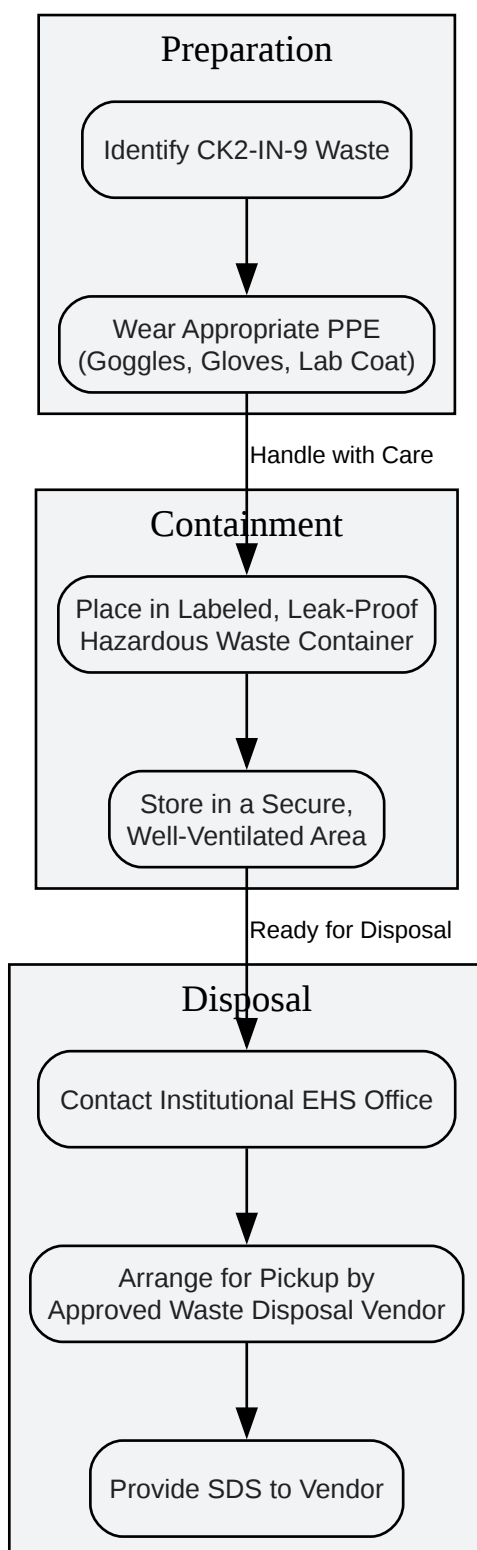 Preparation
Identify CK2-IN-9 Waste
Wear Appropriate PPE
(Goggles, Gloves, Lab Coat)
Handle with Care
Containment
Place in Labeled, Leak-Proof
Hazardous Waste Container
Store in a Secure,
Well-Ventilated Area
Ready for Disposal
Disposal
Contact Institutional EHS Office
Arrange for Pickup by
Approved Waste Disposal Vendor
Provide SDS to Vendor